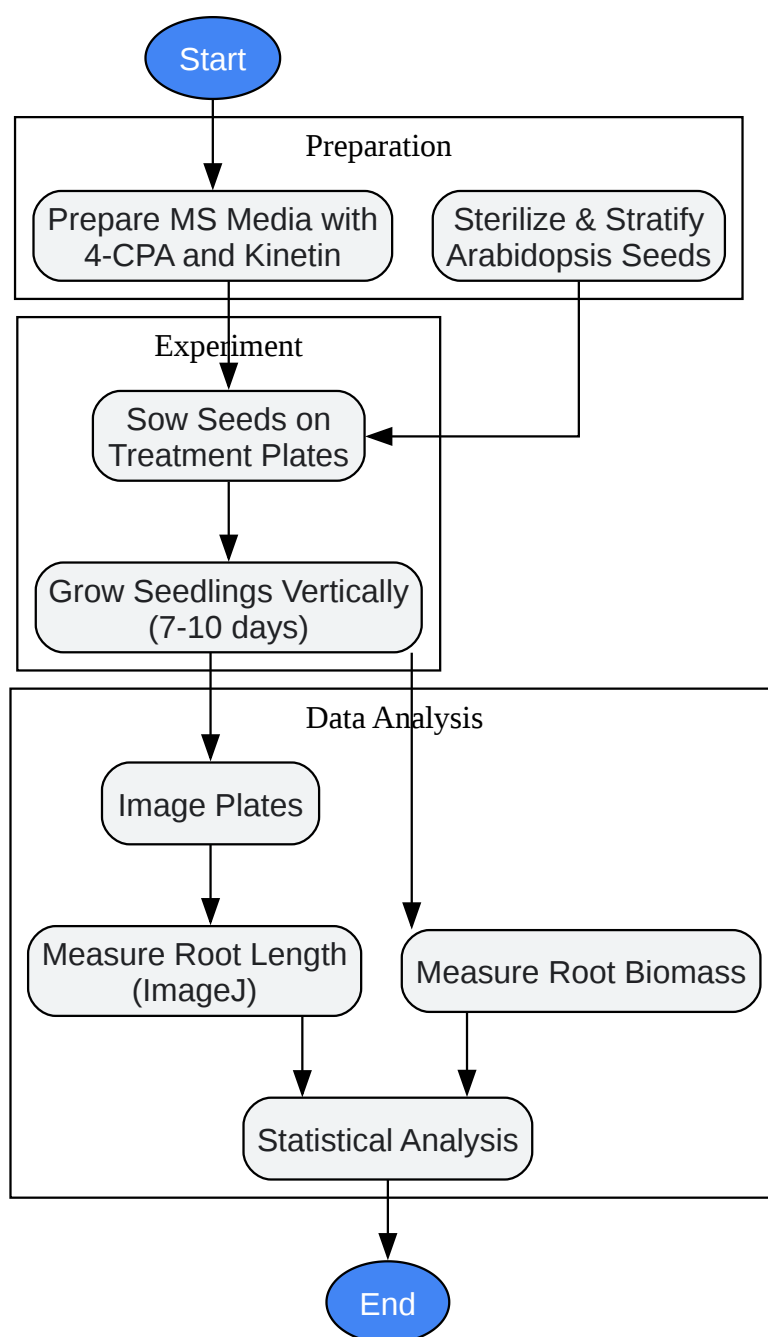 Start
Preparation
Prepare MS Media with
4-CPA and Kinetin
Sterilize & Stratify
Arabidopsis Seeds
Experiment
Sow Seeds on
Treatment Plates
Grow Seedlings Vertically
(7-10 days)
Data Analysis
Image Plates
Measure Root Length
(ImageJ)
Measure Root Biomass
Statistical Analysis
End